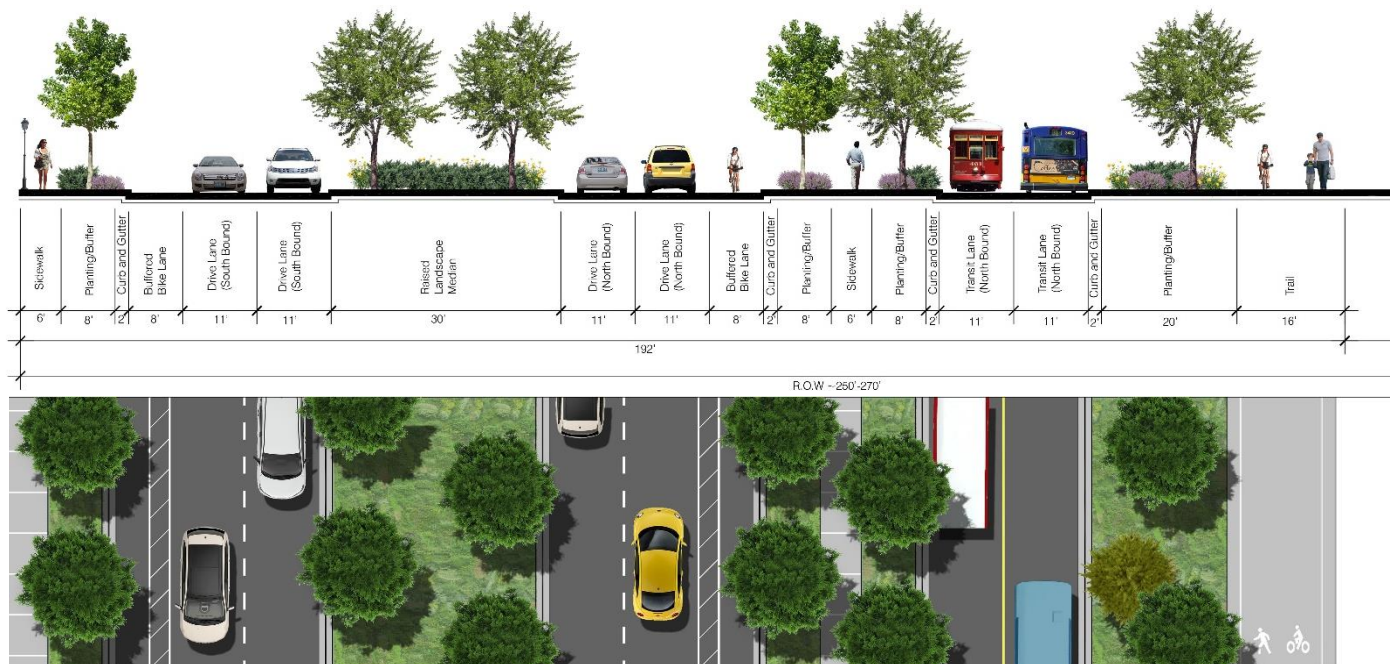 Sidewalk
Planting/Buffer
Curb and Gutter
Buffered
Bike Lane
Drive Lane
(South Bound)
Drive Lane
(South Bound)
Raised
Landscape
Median
Drive Lane
(North Bound)
Drive Lane
(North Bound)
Buffered
Bike Lane
Curb and Gutter
Planting/Buffer
Sidewalk
Planting/Buffer
Curb and Gutter
Transit Lane
(North Bound)
Transit Lane
(North Bound)
Curb and Gutter
Planting/Buffer
Trail
6' 8' 2' 8' 11' 11' 30' 11' 11' 8' 2' 8' 6' 8' 2' 11' 11' 2' 20' 16'
192'
R.O.W ~250'-270'